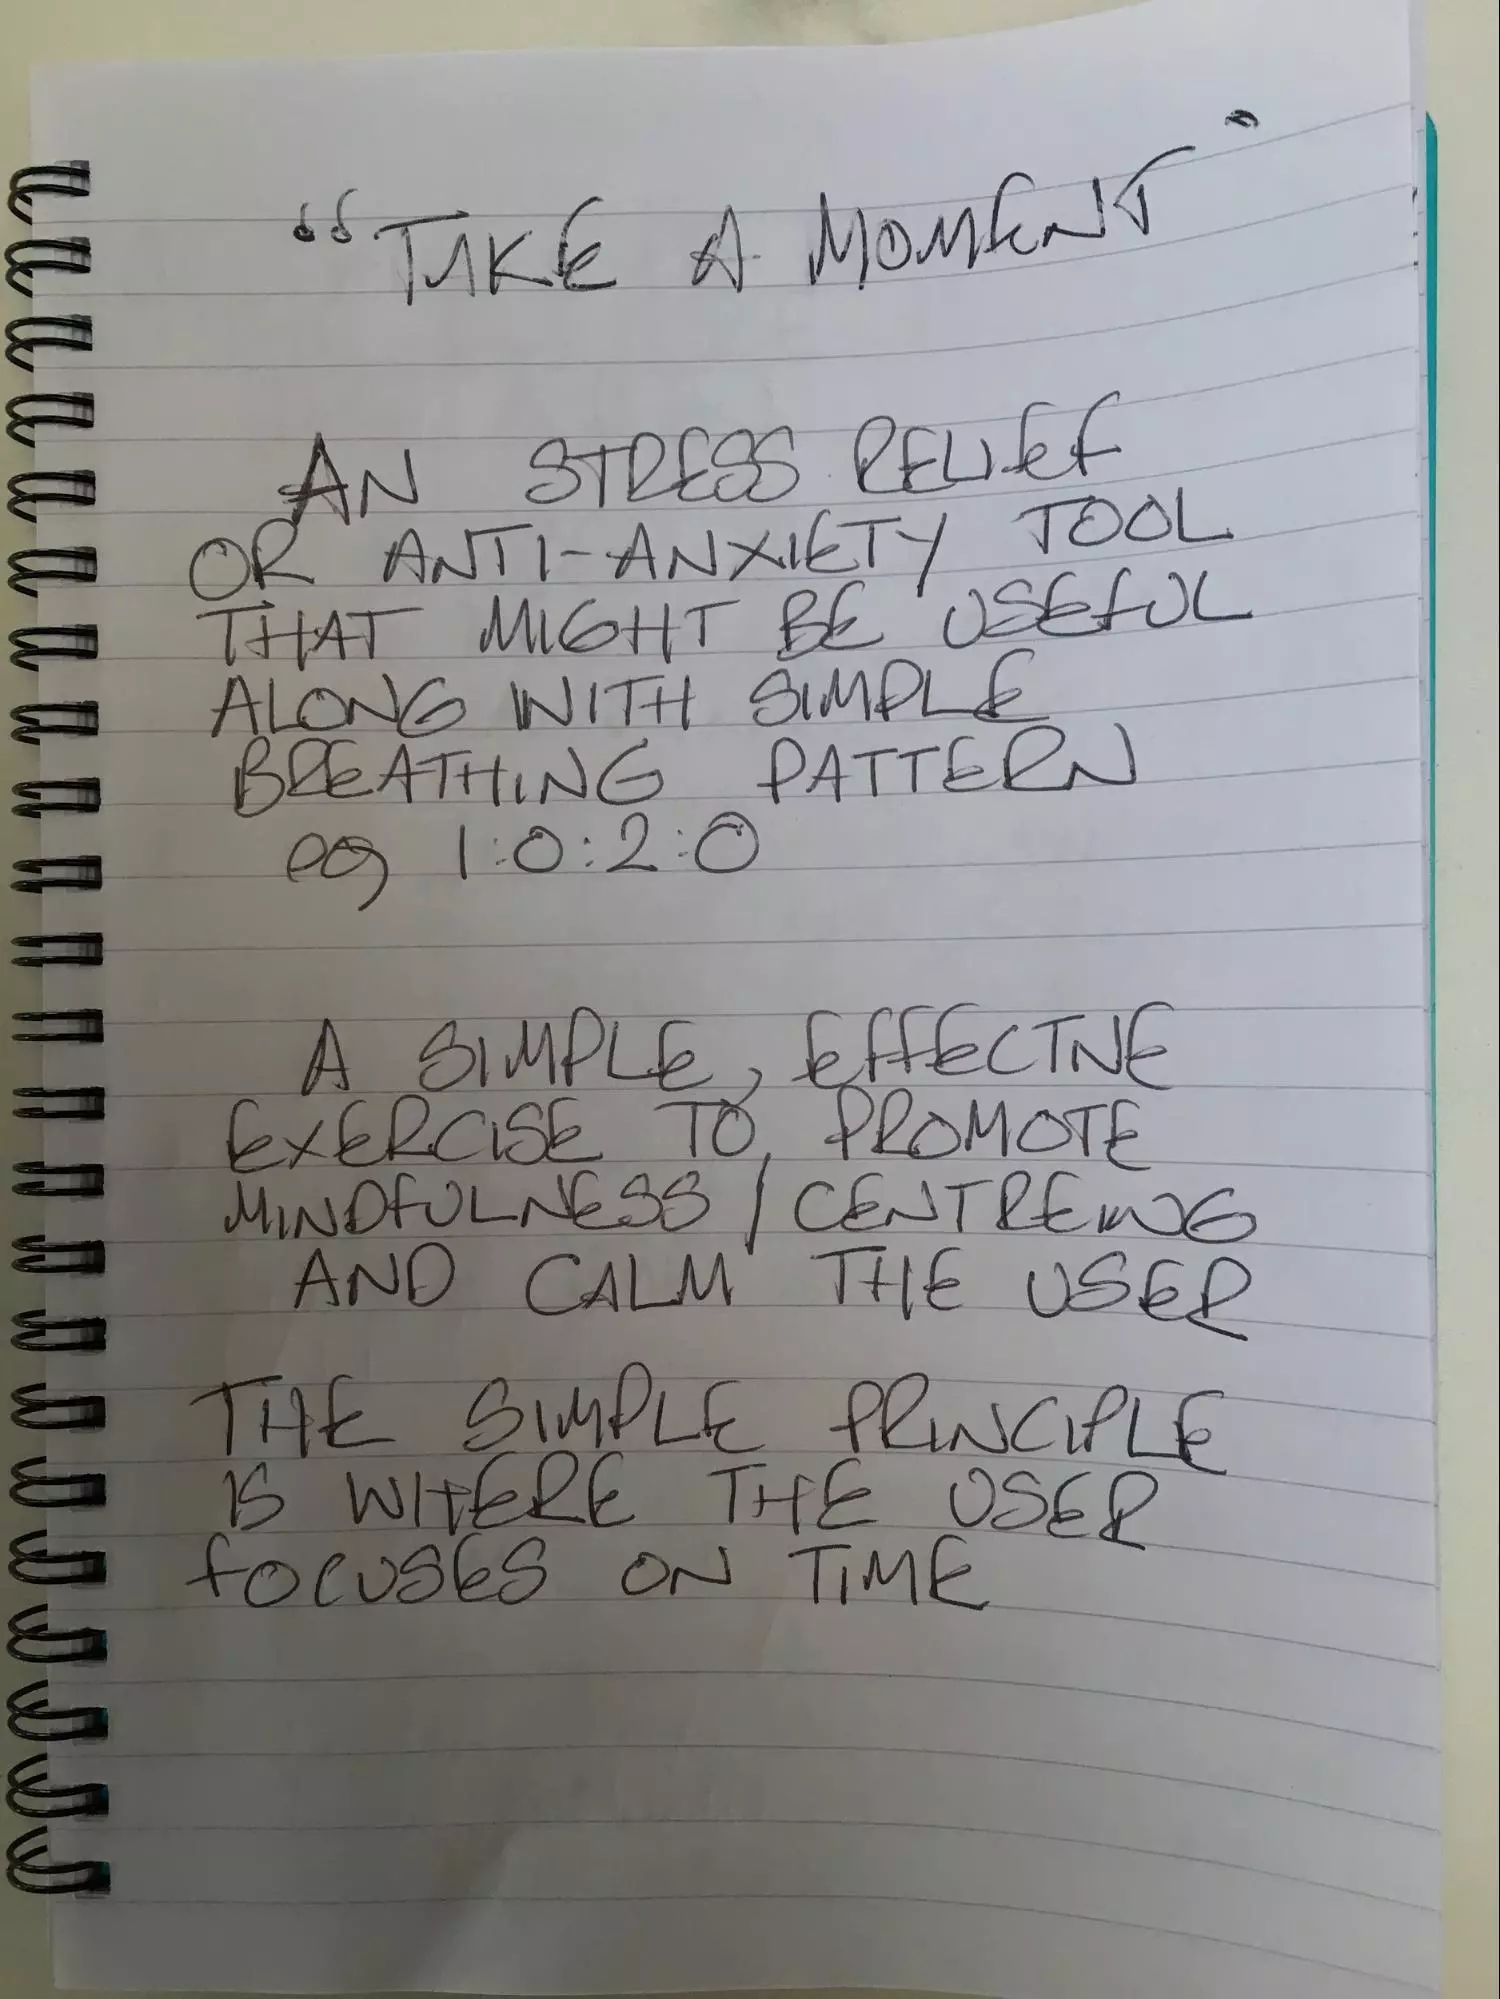 "TAKE A MOMENT"
AN STRESS RELIEF
OR ANTI-ANXIETY TOOL
THAT MIGHT BE USEFUL
ALONG WITH SIMPLE
BREATHING PATTERN
eg 1:0:2:0
A SIMPLE, EFFECTIVE
EXERCISE TO PROMOTE
MINDFULNESS / CENTREING
AND CALM THE USER
THE SIMPLE PRINCIPLE
IS WHERE THE USER
FOCUSES ON TIME